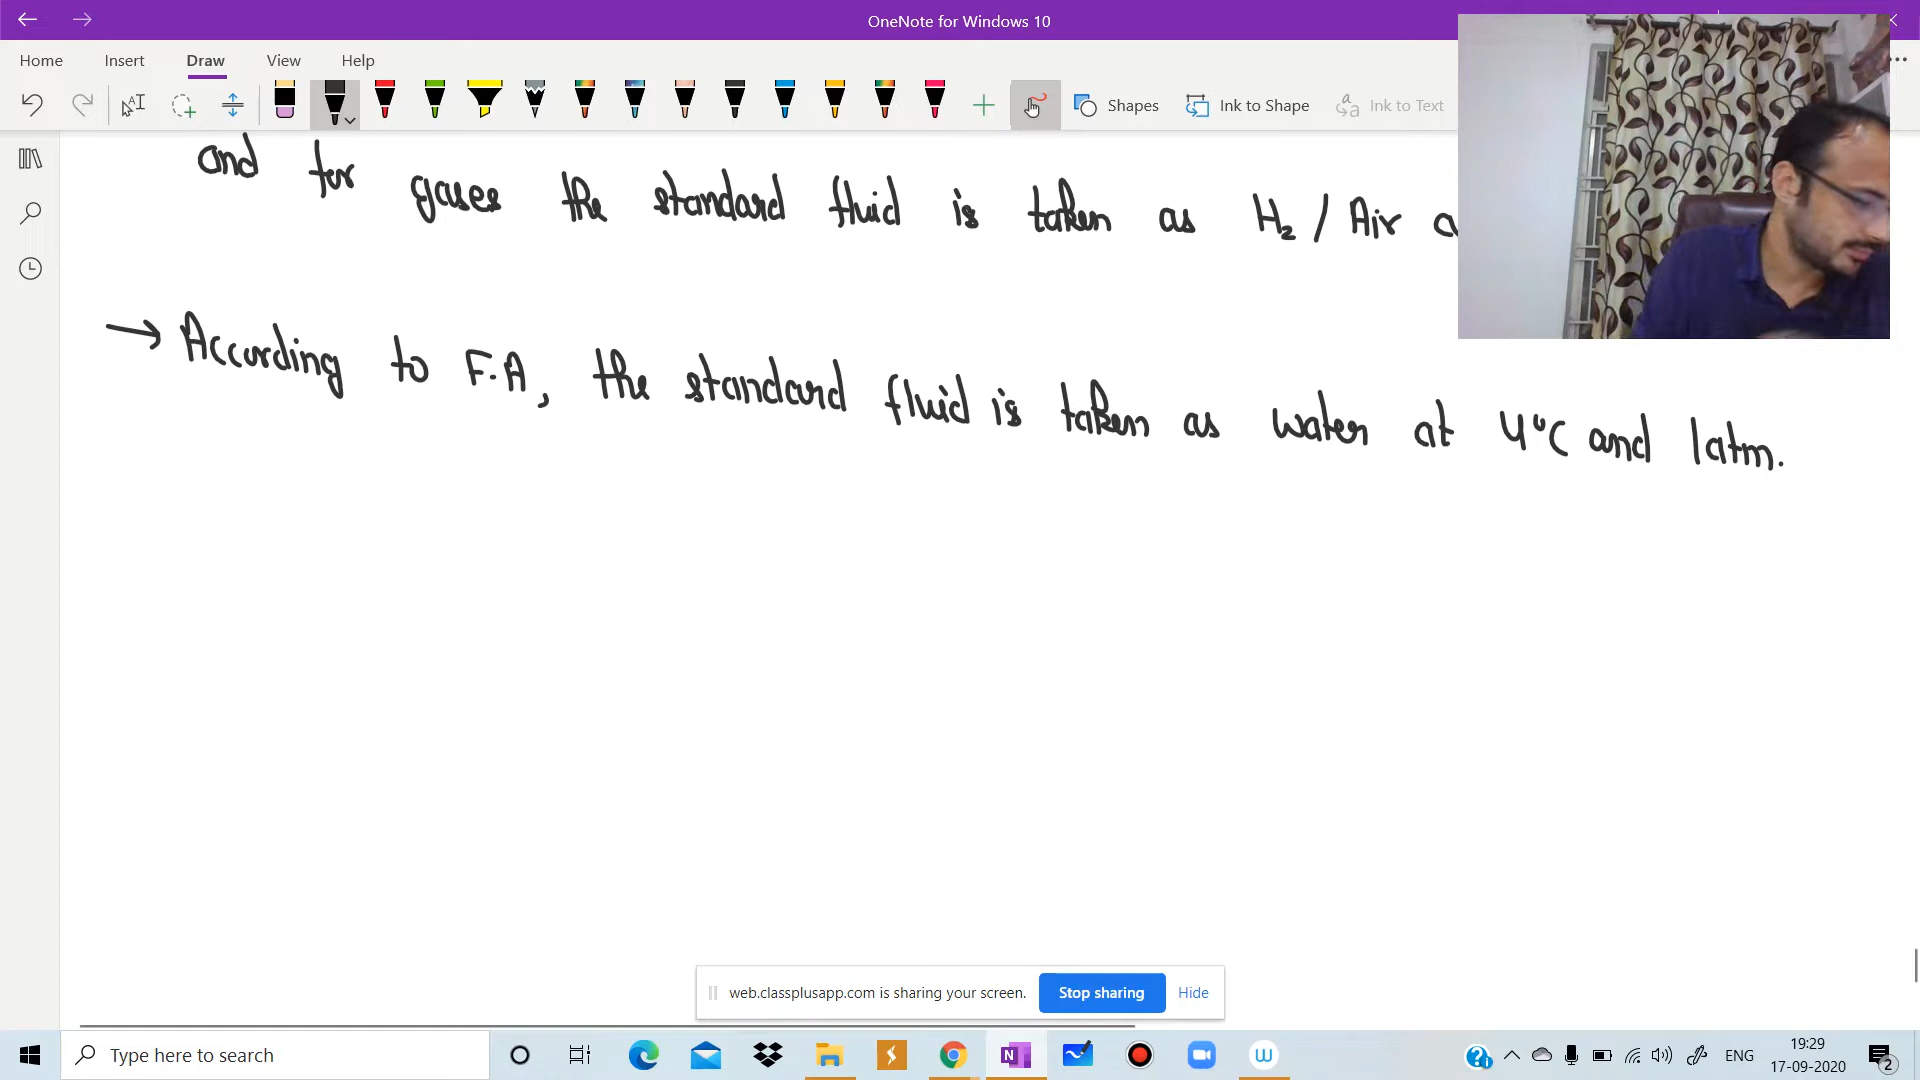 OneNote for Windows 10
Home Insert Draw View Help
Shapes Ink to Shape Ink to Text
and for gases the standard fluid is taken as H₂ / Air
→ According to F.A, the standard fluid is taken as water at 4°C and 1atm.
web.classplusapp.com is sharing your screen. Stop sharing Hide
Type here to search
ENG
19:29
17-09-2020
2